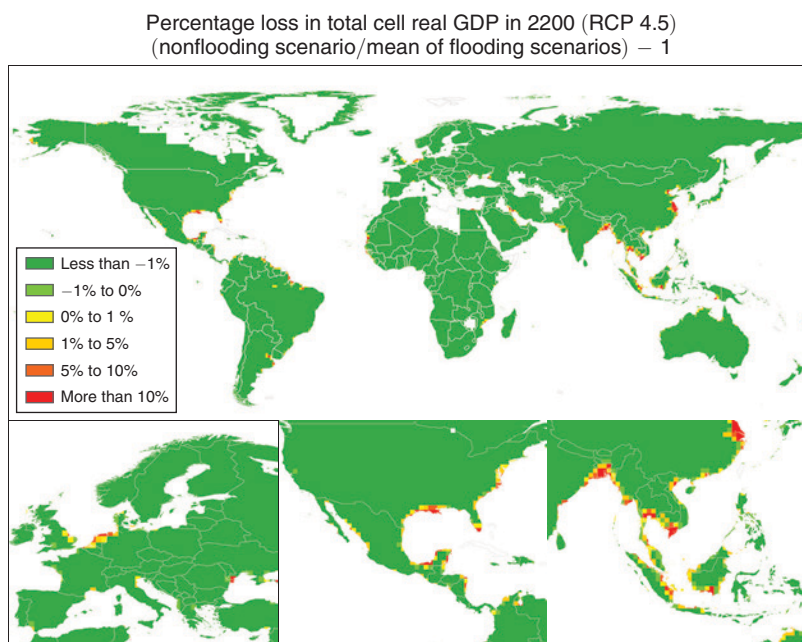 Percentage loss in total cell real GDP in 2200 (RCP 4.5)
(nonflooding scenario/mean of flooding scenarios) − 1
Less than −1%
−1% to 0%
0% to 1 %
1% to 5%
5% to 10%
More than 10%